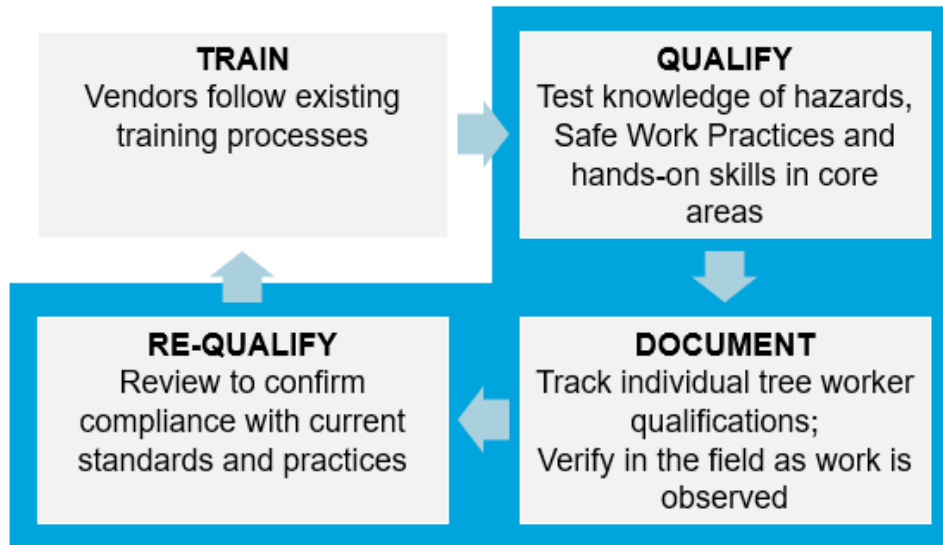 TRAIN
Vendors follow existing
training processes
QUALIFY
Test knowledge of hazards,
Safe Work Practices and
hands-on skills in core
areas
RE-QUALIFY
Review to confirm
compliance with current
standards and practices
DOCUMENT
Track individual tree worker
qualifications;
Verify in the field as work is
observed